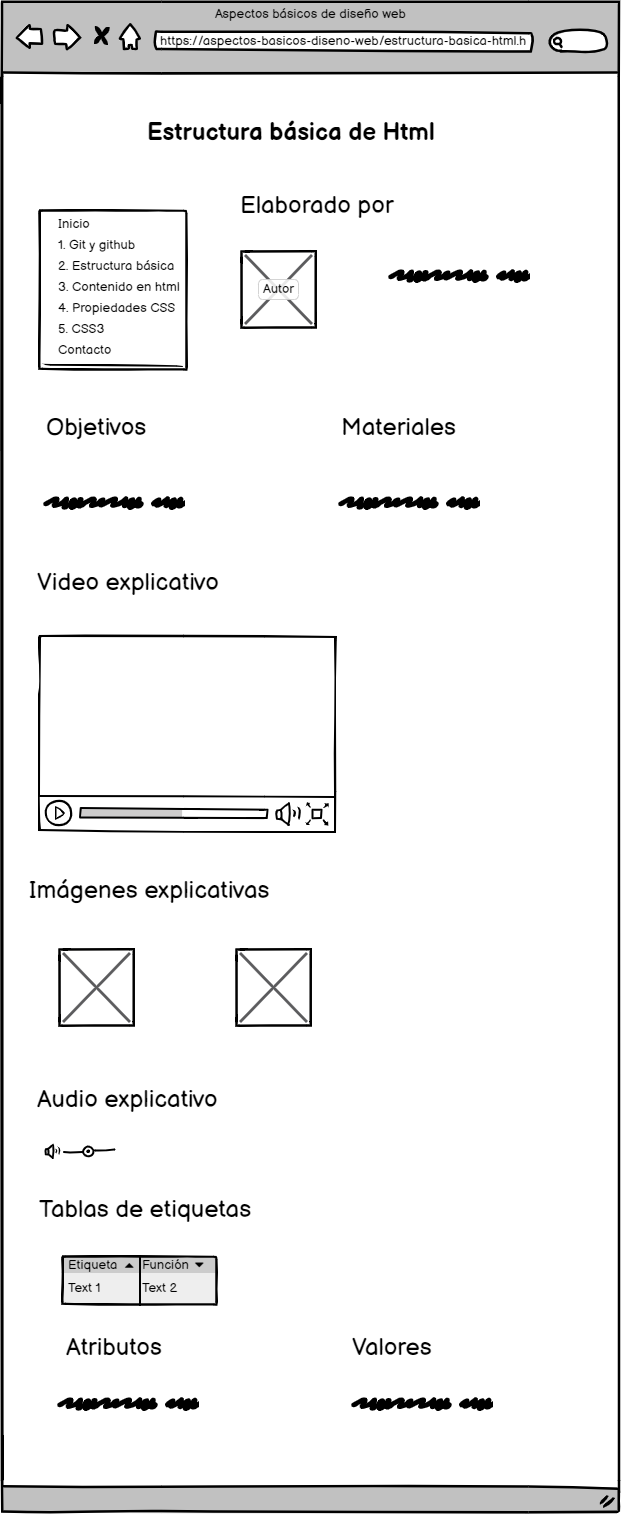 Aspectos básicos de diseño web
https://aspectos-basicos-diseno-web/estructura-basica-html.h
Estructura básica de Html
Inicio
1. Git y github
2. Estructura básica
3. Contenido en html
4. Propiedades CSS
5. CSS3
Contacto
Elaborado por
Autor
Objetivos
Materiales
Video explicativo
Imágenes explicativas
Audio explicativo
Tablas de etiquetas
Etiqueta Función
Text 1 Text 2
Atributos
Valores